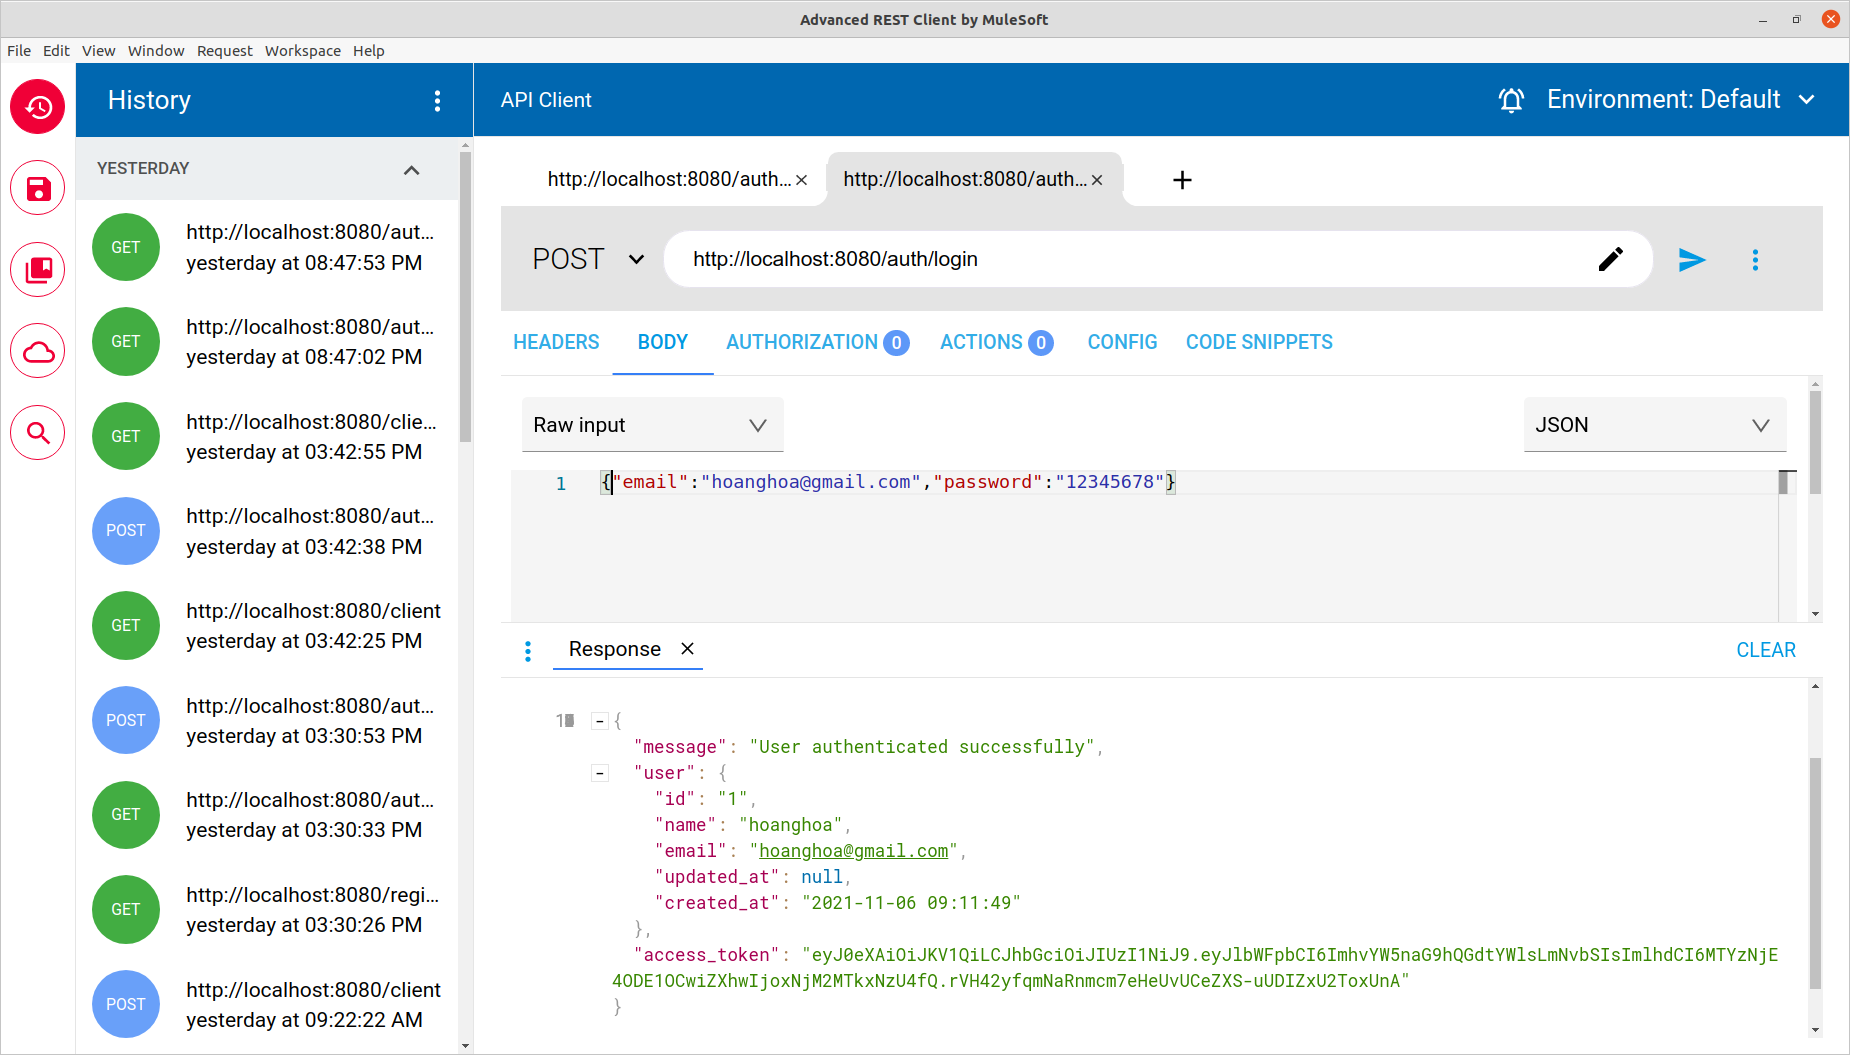 Advanced REST Client by MuleSoft
File Edit View Window Request Workspace Help
History
API Client
Environment: Default
YESTERDAY
GET
http://localhost:8080/aut...
yesterday at 08:47:53 PM
GET
http://localhost:8080/aut...
yesterday at 08:47:02 PM
GET
http://localhost:8080/clie...
yesterday at 03:42:55 PM
POST
http://localhost:8080/aut...
yesterday at 03:42:38 PM
GET
http://localhost:8080/client
yesterday at 03:42:25 PM
POST
http://localhost:8080/aut...
yesterday at 03:30:53 PM
GET
http://localhost:8080/aut...
yesterday at 03:30:33 PM
GET
http://localhost:8080/regi...
yesterday at 03:30:26 PM
POST
http://localhost:8080/client
yesterday at 09:22:22 AM
http://localhost:8080/auth... × http://localhost:8080/auth... × +
POST http://localhost:8080/auth/login
HEADERS BODY AUTHORIZATION 0 ACTIONS 0 CONFIG CODE SNIPPETS
Raw input JSON
1 {"email":"hoanghoa@gmail.com","password":"12345678"}
Response × CLEAR
{
"message": "User authenticated successfully",
"user": {
"id": "1",
"name": "hoanghoa",
"email": "hoanghoa@gmail.com",
"updated_at": null,
"created_at": "2021-11-06 09:11:49"
},
"access_token": "eyJ0eXAiOiJKV1QiLCJhbGciOiJIUzI1NiJ9.eyJlbWFpbCI6ImhvYW5naG9hQGdtYWlsLmNvbSIsImlhdCI6MTYzNjE
4ODE1OCwiZXhwIjoxNjM2MTkxNzU4fQ.rVH42yfqmNaRnmcm7eHeUvUCeZXS-uUDIZxU2ToxUnA"
}